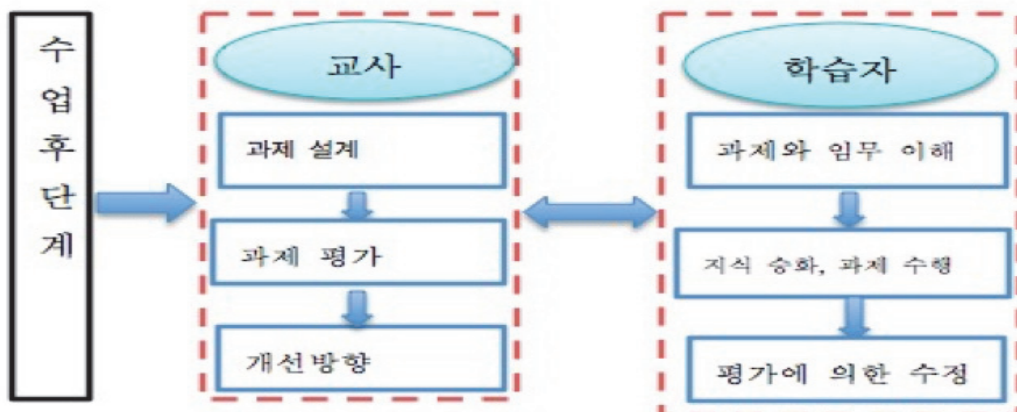 수업후단계
교사
과제 설계
과제 평가
개선방향
학습자
과제와 임무 이해
지식 승화, 과제 수행
평가에 의한 수정